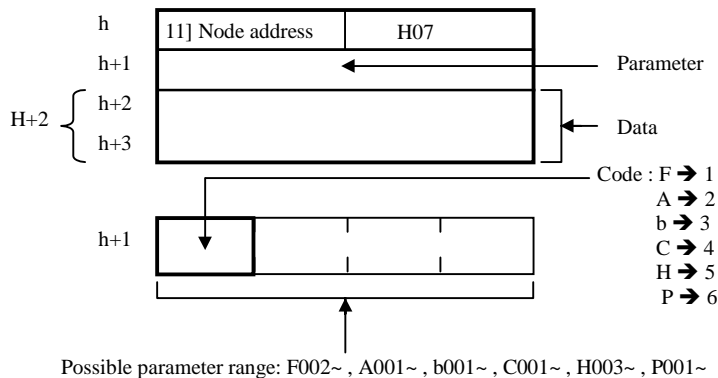 h
11] Node address H07
h+1
Parameter
H+2
h+2
h+3
Data
Code : F ➔ 1
A ➔ 2
b ➔ 3
C ➔ 4
H ➔ 5
P ➔ 6
h+1
Possible parameter range: F002~ , A001~ , b001~ , C001~ , H003~ , P001~